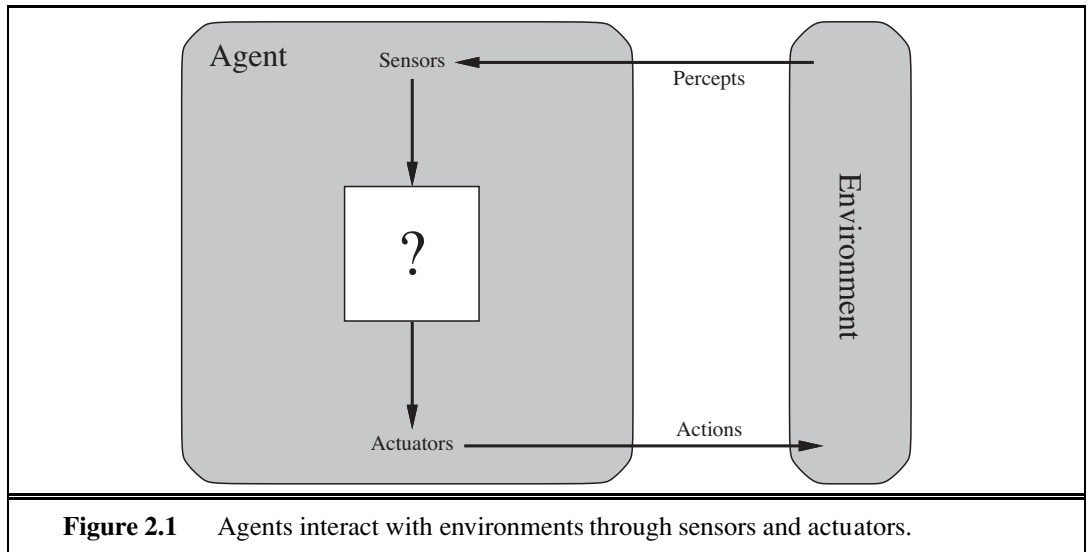 Agent
Sensors
Percepts
?
Environment
Actuators
Actions
Figure 2.1 Agents interact with environments through sensors and actuators.